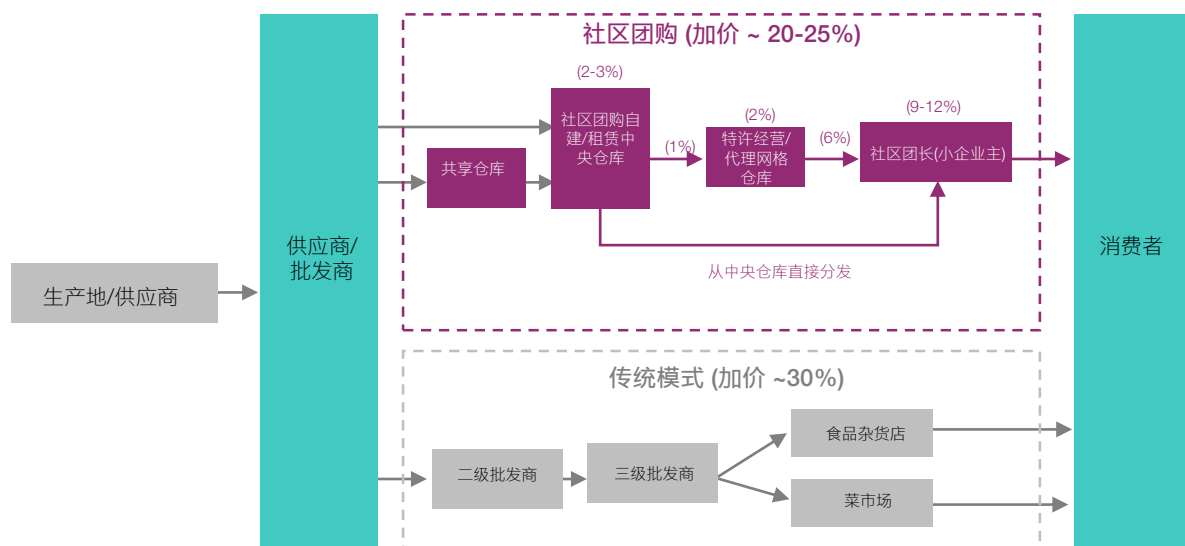 社区团购 (加价 ~ 20-25%)
(2-3%)
社区团购自
建/租赁中
央仓库
共享仓库
(1%)
(2%)
特许经营/
代理网格
仓库
(6%)
(9-12%)
社区团长(小企业主)
从中央仓库直接分发
生产地/供应商
供应商/
批发商
消费者
传统模式 (加价 ~30%)
二级批发商
三级批发商
食品杂货店
菜市场